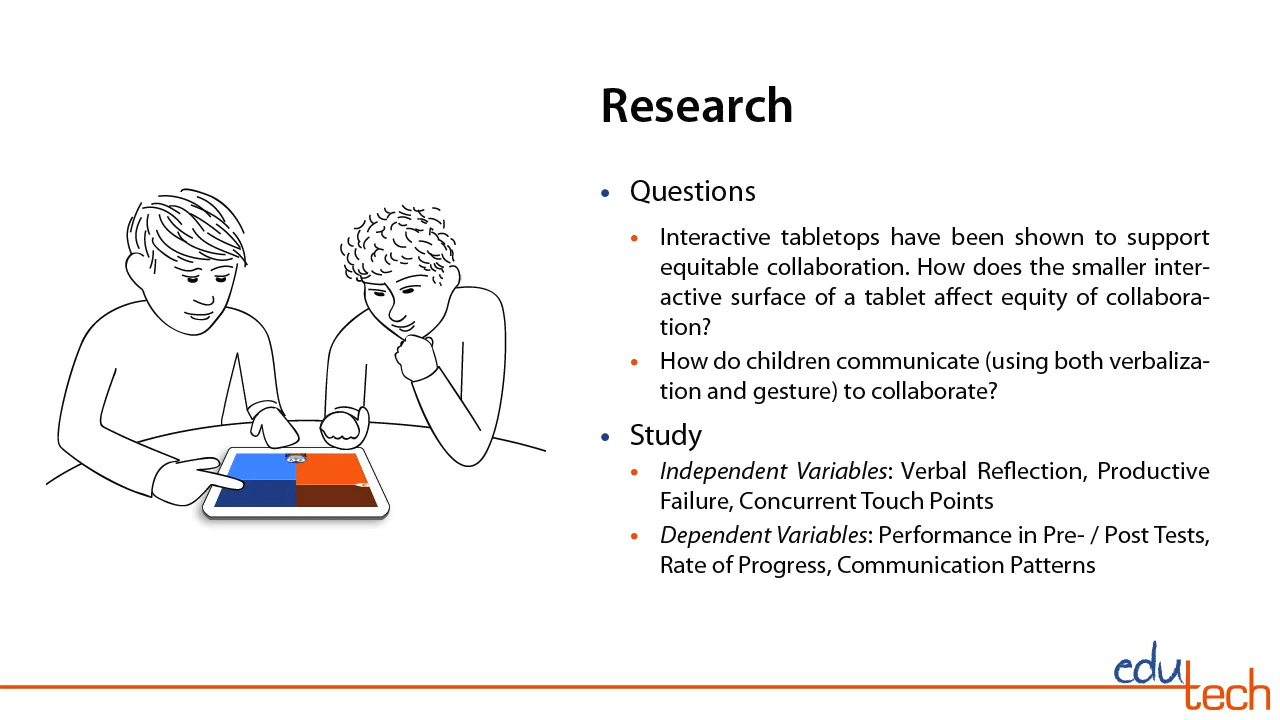 Research
• Questions
• Interactive tabletops have been shown to support
equitable collaboration. How does the smaller inter-
active surface of a tablet affect equity of collabora-
tion?
• How do children communicate (using both verbaliza-
tion and gesture) to collaborate?
• Study
• Independent Variables: Verbal Reflection, Productive
Failure, Concurrent Touch Points
• Dependent Variables: Performance in Pre- / Post Tests,
Rate of Progress, Communication Patterns
edu
tech